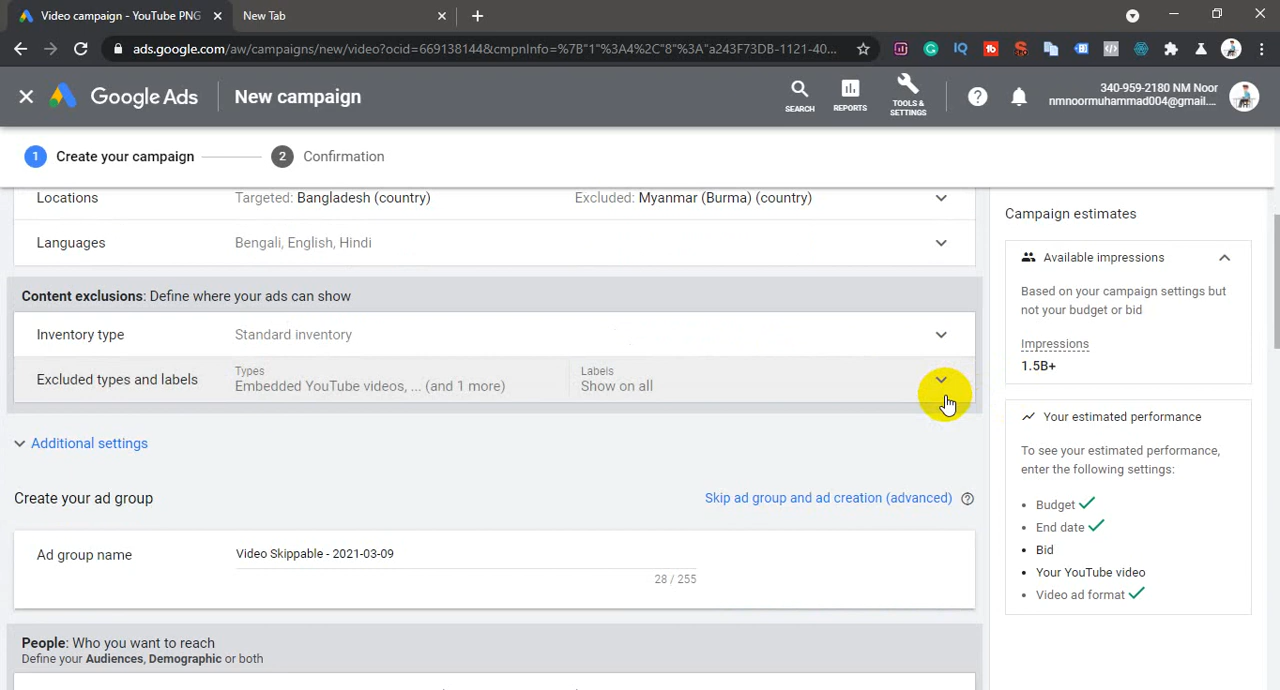 Video campaign - YouTube PNG
New Tab
ads.google.com/aw/campaigns/new/video?ocid=669138144&cmpnInfo=%7B"1"%3A4%2C"8"%3A"a243F73DB-1121-40...
Google Ads
New campaign
SEARCH
REPORTS
TOOLS &
SETTINGS
340-959-2180 NM Noor
nmnoormuhammad004@gmail....
1 Create your campaign
2 Confirmation
Locations Targeted: Bangladesh (country) Excluded: Myanmar (Burma) (country)
Languages Bengali, English, Hindi
Content exclusions: Define where your ads can show
Inventory type Standard inventory
Excluded types and labels
Types
Embedded YouTube videos, ... (and 1 more)
Labels
Show on all
Additional settings
Create your ad group
Skip ad group and ad creation (advanced)
Ad group name Video Skippable - 2021-03-09
28 / 255
People: Who you want to reach
Define your Audiences, Demographic or both
Campaign estimates
Available impressions
Based on your campaign settings but
not your budget or bid
Impressions
1.5B+
Your estimated performance
To see your estimated performance,
enter the following settings:
• Budget
• End date
• Bid
• Your YouTube video
• Video ad format